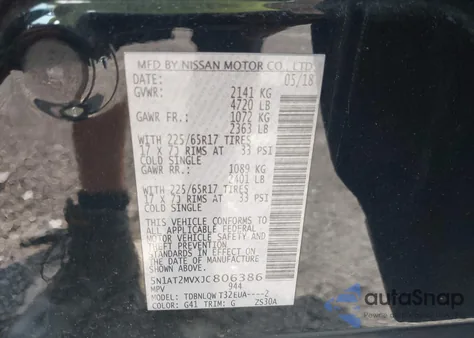 MFD BY NISSAN MOTOR CO., LTD.
DATE: 05/18
GVWR: 2141 KG
4720 LB
GAWR FR.: 1072 KG
2363 LB
WITH 225/65R17 TIRES
17 X 7J RIMS AT 33 PSI
COLD SINGLE
GAWR RR.: 1089 KG
2401 LB
WITH 225/65R17 TIRES
17 X 7J RIMS AT 33 PSI
COLD SINGLE
THIS VEHICLE CONFORMS TO
ALL APPLICABLE FEDERAL
MOTOR VEHICLE SAFETY AND
THEFT PREVENTION
STANDARDS IN EFFECT ON
THE DATE OF MANUFACTURE
SHOWN ABOVE.
5N1AT2MVXJC806386
MPV 944
MODEL: TDBNLQW T32EUA----2
COLOR: G41 TRIM: G ZS30A
autoSnap